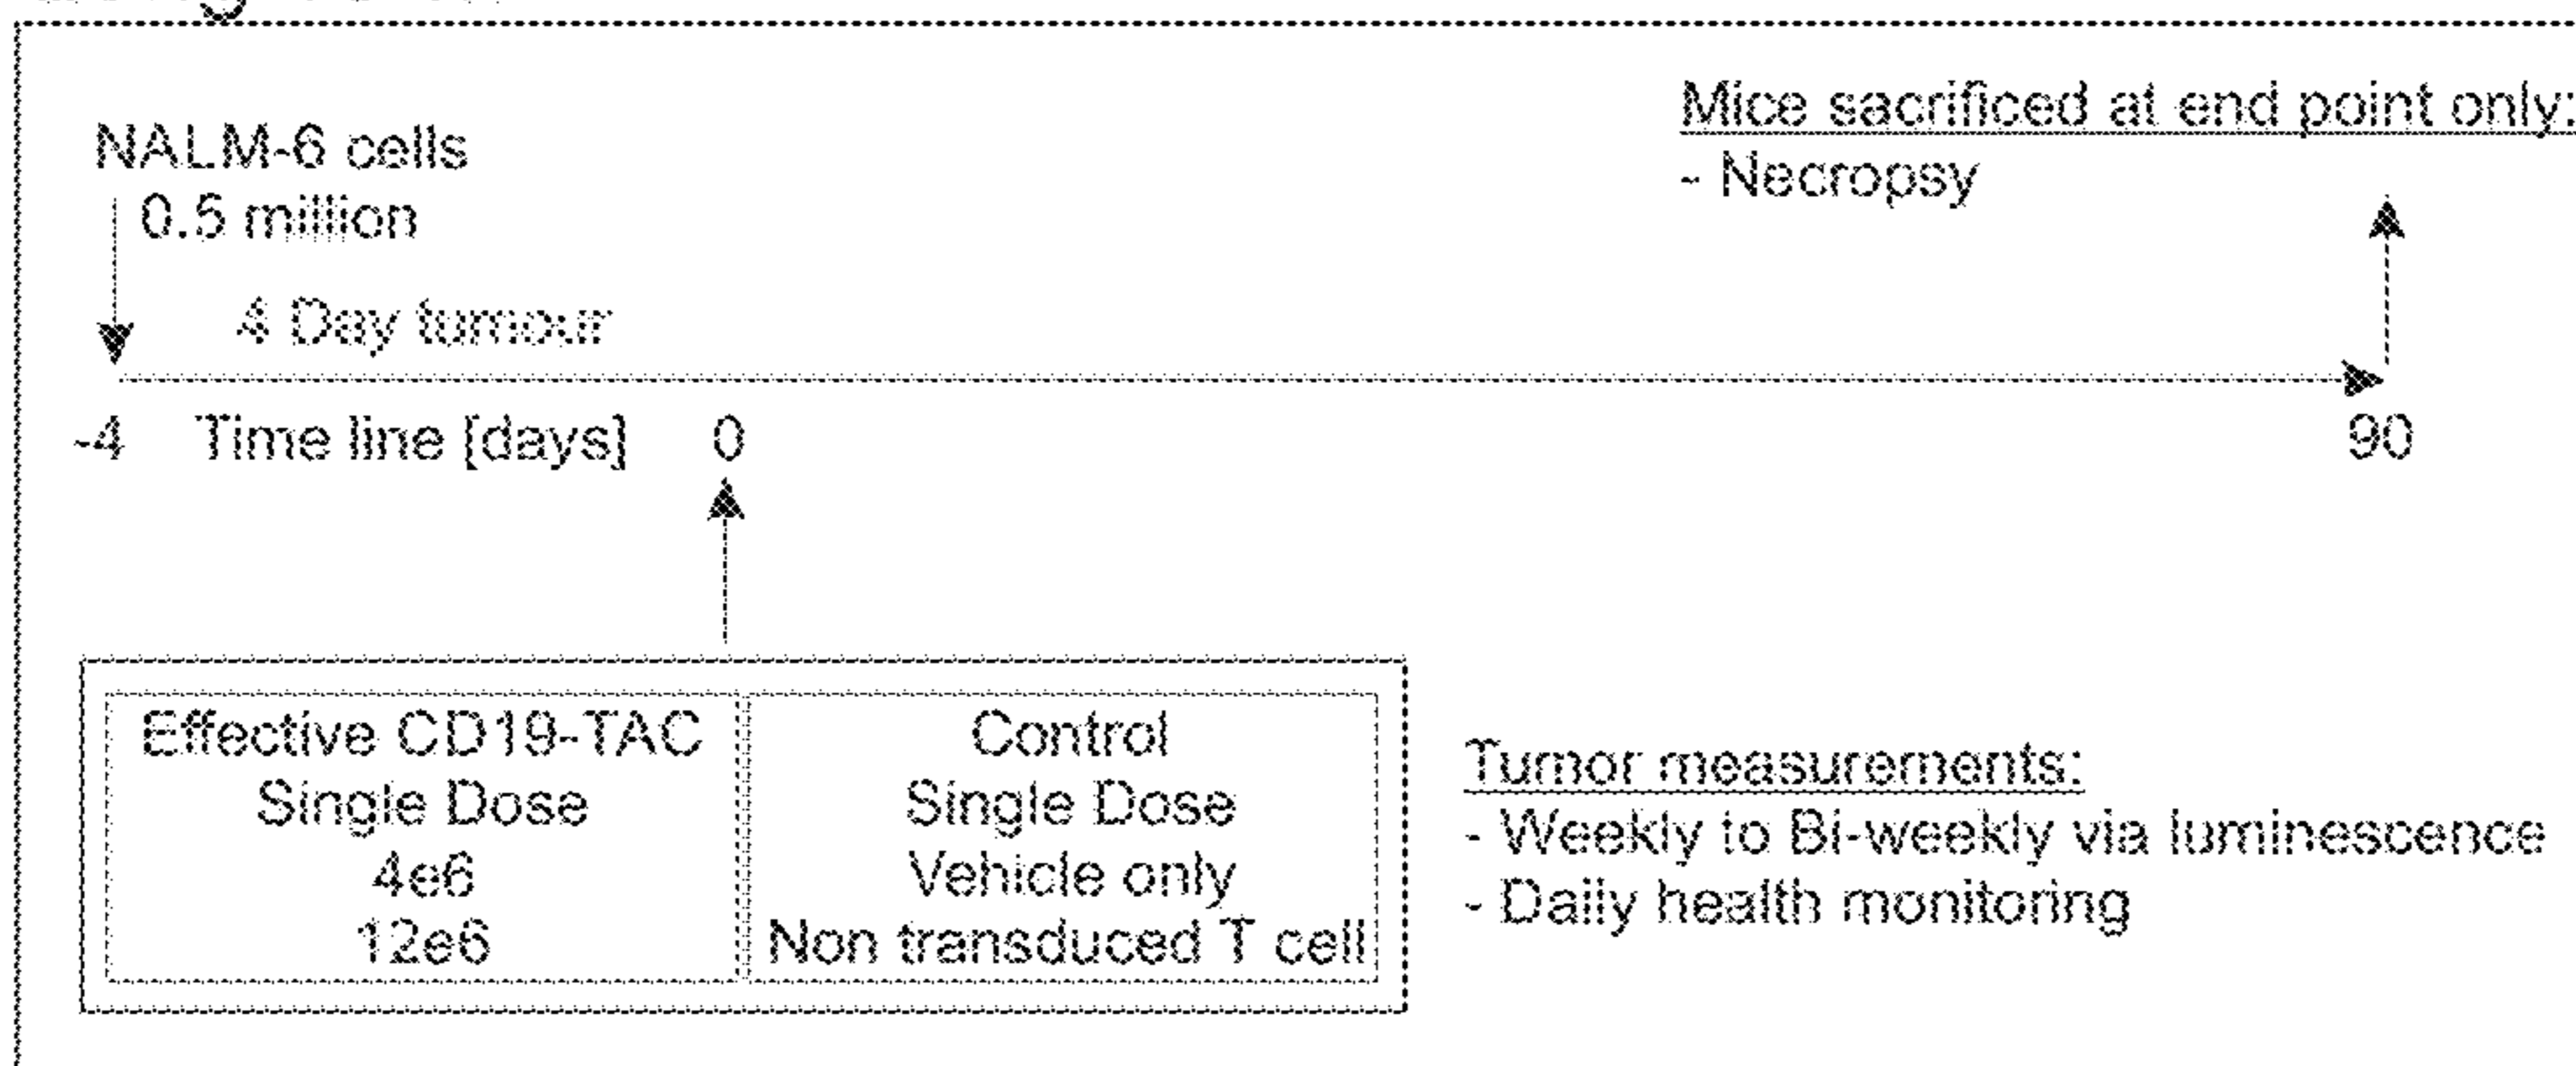 NALM-6 cells
0.5 million
4 Day tumour
Mice sacrificed at end point only:
- Necropsy
-4 Time line [days] 0 90
Effective CD19-TAC
Single Dose
4e6
12e6
Control
Single Dose
Vehicle only
Non transduced T cell
Tumor measurements:
- Weekly to Bi-weekly via luminescence
- Daily health monitoring